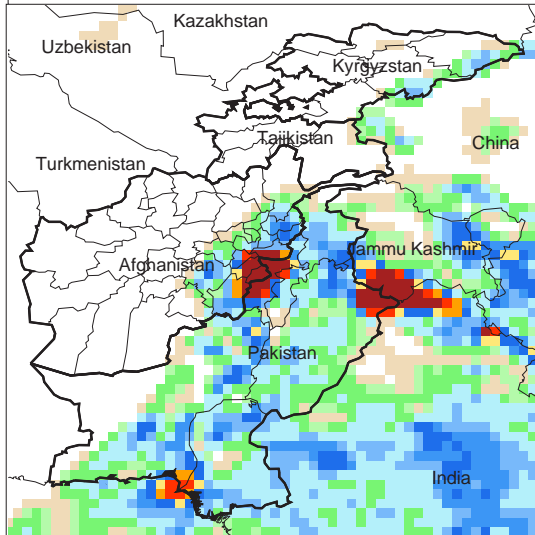 Kazakhstan
Uzbekistan
Kyrgyzstan
Tajikistan
China
Turkmenistan
Jammu Kashmir
Afghanistan
Pakistan
India